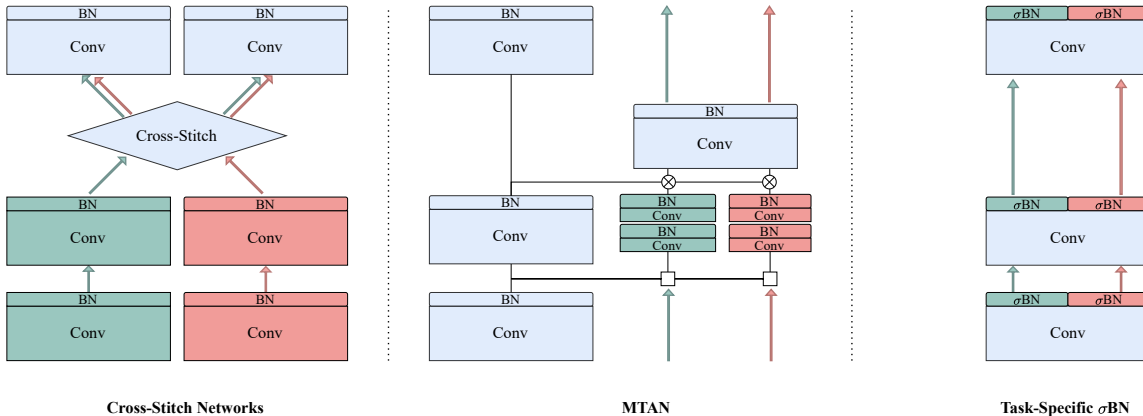 BN
Conv
BN
Conv
Cross-Stitch
BN
Conv
BN
Conv
BN
Conv
BN
Conv
Cross-Stitch Networks
BN
Conv
BN
Conv
BN
Conv
BN
Conv
BN
Conv
BN
Conv
BN
Conv
BN
Conv
MTAN
σBN
σBN
Conv
σBN
σBN
Conv
σBN
σBN
Conv
Task-Specific σBN